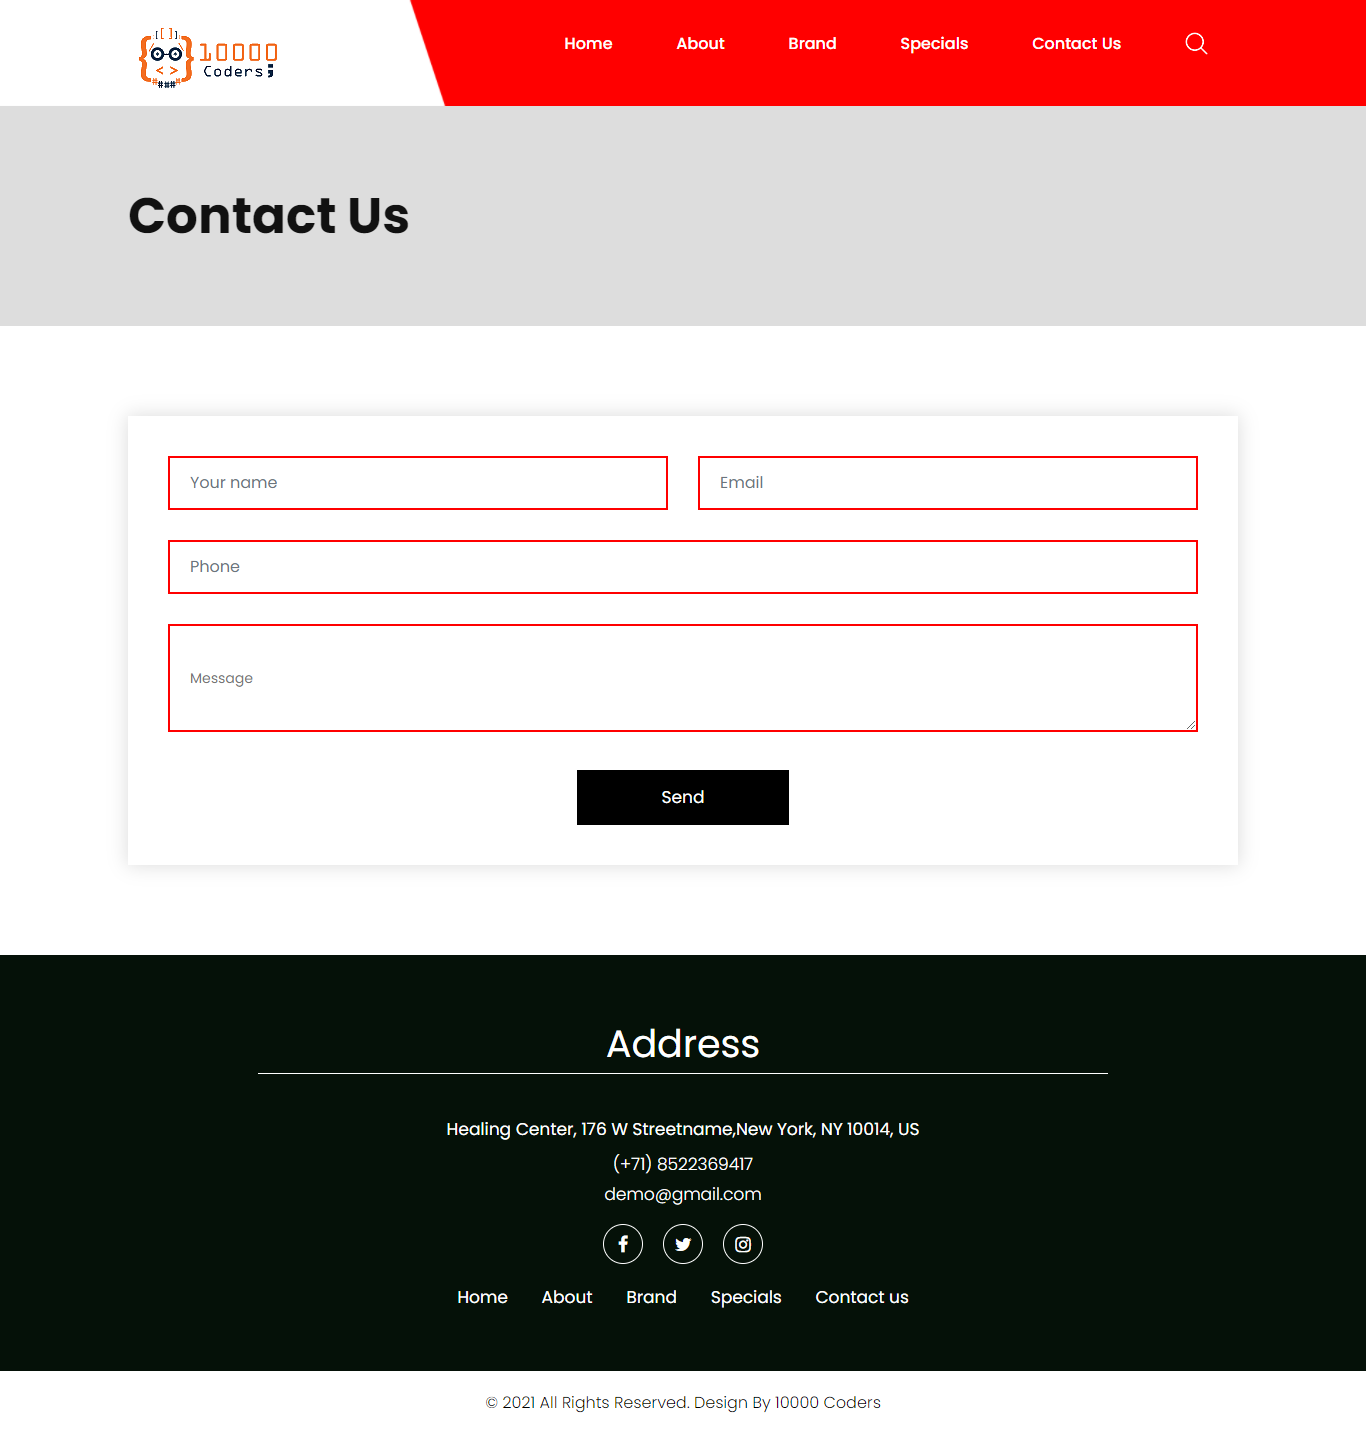 10000
Coders;
Home About Brand Specials Contact Us
Contact Us
Your name Email
Phone
Message
Send
Address
Healing Center, 176 W Streetname,New York, NY 10014, US
(+71) 8522369417
demo@gmail.com
Home About Brand Specials Contact us
© 2021 All Rights Reserved. Design By 10000 Coders